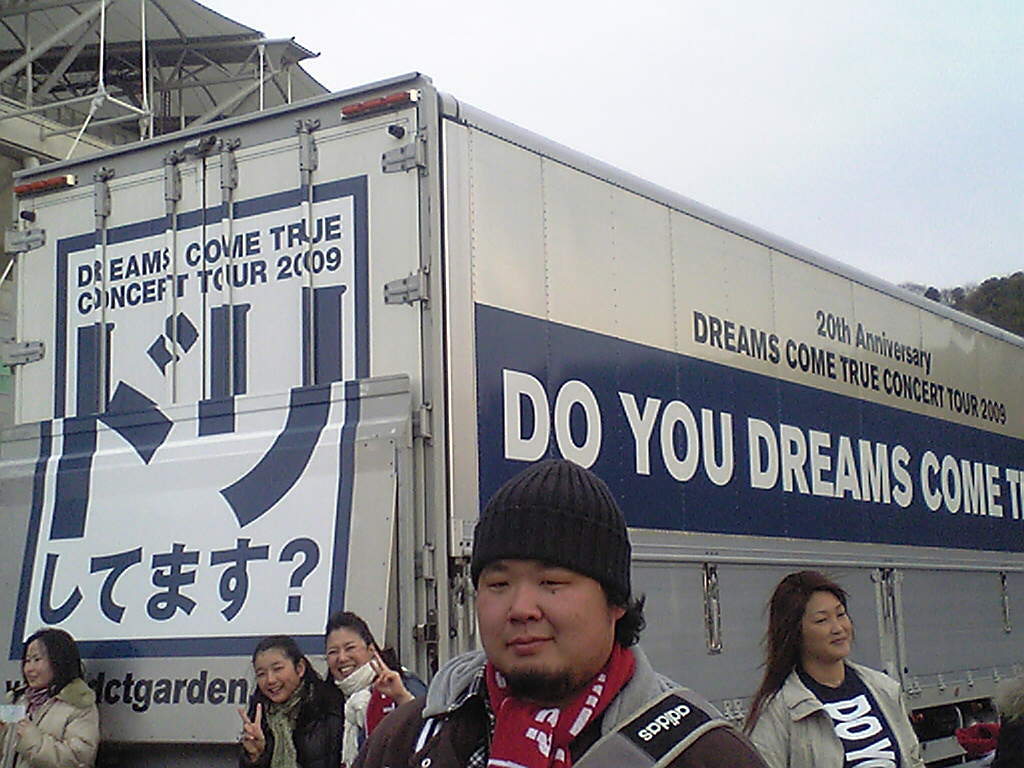 DREAMS COME TRUE
CONCERT TOUR 2009
ドリ
してます?
dctgarden
20th Anniversary
DREAMS COME TRUE CONCERT TOUR 2009
DO YOU DREAMS COME
adidas
DO